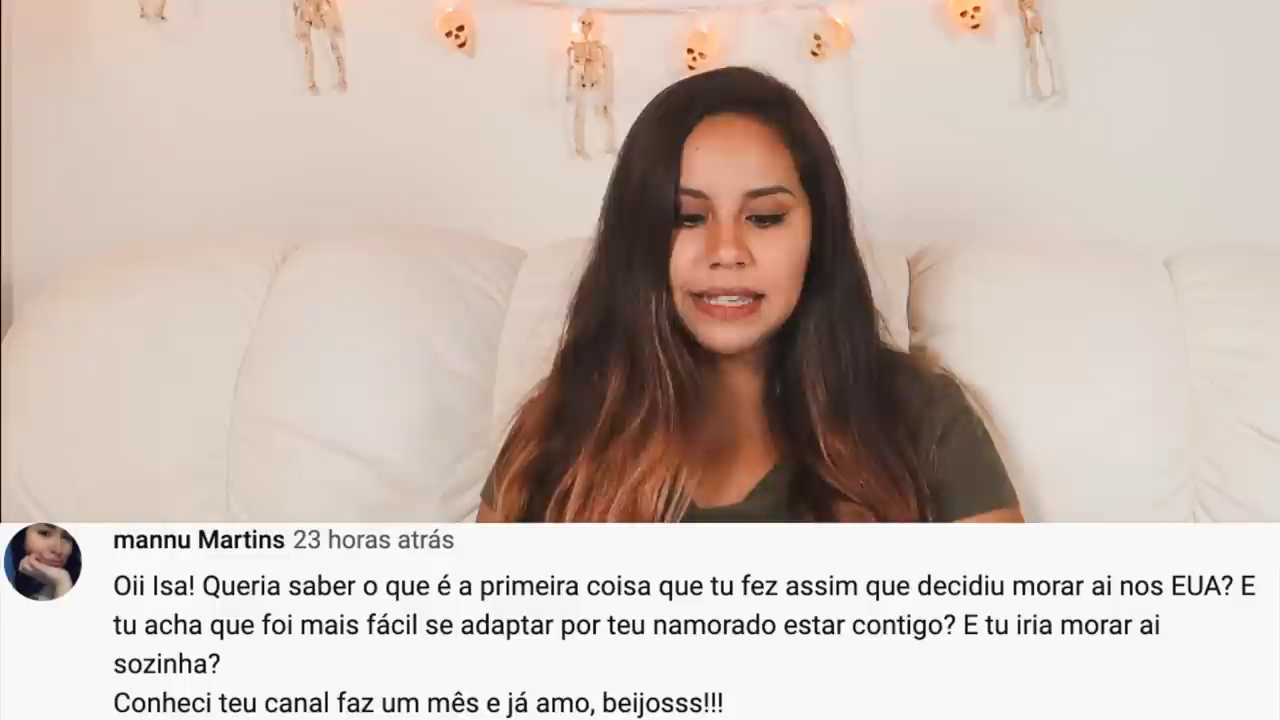 mannu Martins 23 horas atrás
Oii Isa! Queria saber o que é a primeira coisa que tu fez assim que decidiu morar ai nos EUA? E
tu acha que foi mais fácil se adaptar por teu namorado estar contigo? E tu iria morar ai
sozinha?
Conheci teu canal faz um mês e já amo, beijosss!!!